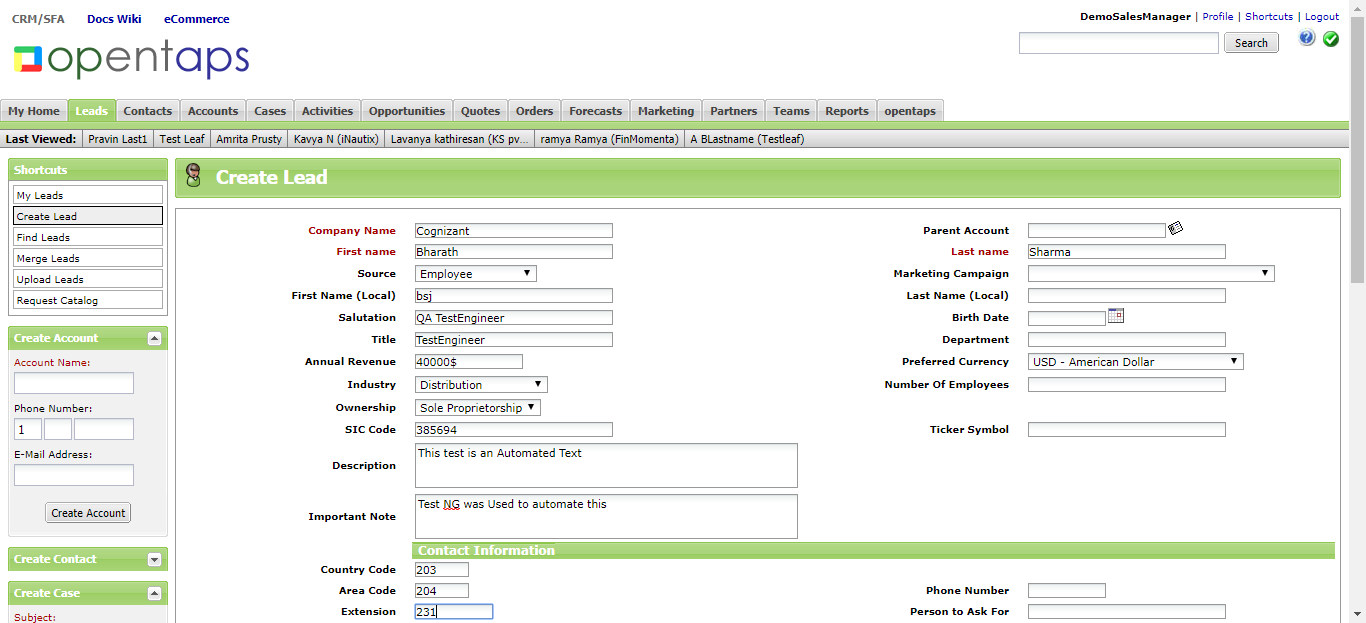 CRM/SFA Docs Wiki eCommerce
DemoSalesManager | Profile | Shortcuts | Logout
opentaps
Search
My Home Leads Contacts Accounts Cases Activities Opportunities Quotes Orders Forecasts Marketing Partners Teams Reports opentaps
Last Viewed: Pravin Last1 Test Leaf Amrita Prusty Kavya N (iNautix) Lavanya kathiresan (KS pv... ramya Ramya (FinMomenta) A BLastname (Testleaf)
Shortcuts
My Leads
Create Lead
Find Leads
Merge Leads
Upload Leads
Request Catalog
Create Account
Account Name:
Phone Number:
1
E-Mail Address:
Create Account
Create Contact
Create Case
Subject:
Create Lead
Company Name Cognizant Parent Account
First name Bharath Last name Sharma
Source Employee Marketing Campaign
First Name (Local) bsj Last Name (Local)
Salutation QA TestEngineer Birth Date
Title TestEngineer Department
Annual Revenue 40000$ Preferred Currency USD - American Dollar
Industry Distribution Number Of Employees
Ownership Sole Proprietorship
SIC Code 385694 Ticker Symbol
Description This test is an Automated Text
Important Note Test NG was Used to automate this
Contact Information
Country Code 203
Area Code 204 Phone Number
Extension 231 Person to Ask For